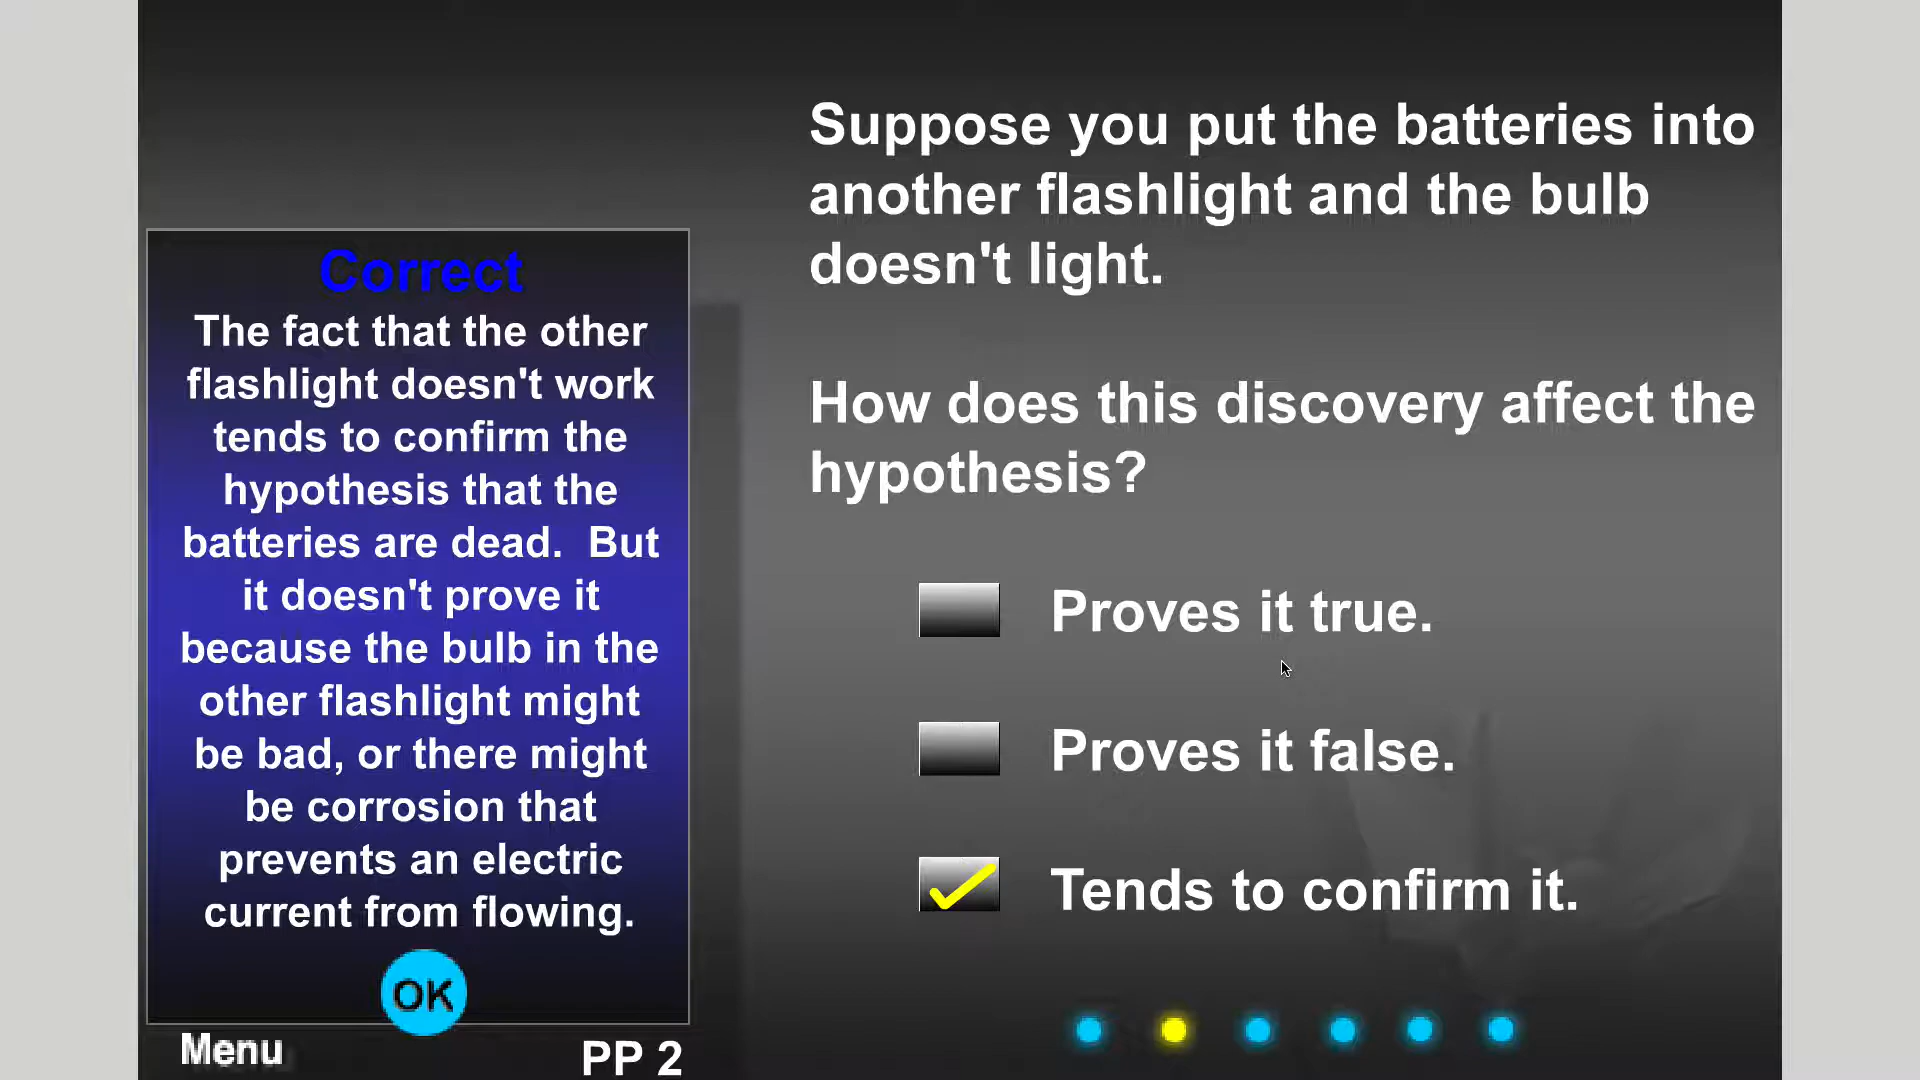 Suppose you put the batteries into
another flashlight and the bulb
doesn't light.
How does this discovery affect the
hypothesis?
Proves it true.
Proves it false.
Tends to confirm it.
Correct
The fact that the other
flashlight doesn't work
tends to confirm the
hypothesis that the
batteries are dead.  But
it doesn't prove it
because the bulb in the
other flashlight might
be bad, or there might
be corrosion that
prevents an electric
current from flowing.
OK
Menu
PP 2